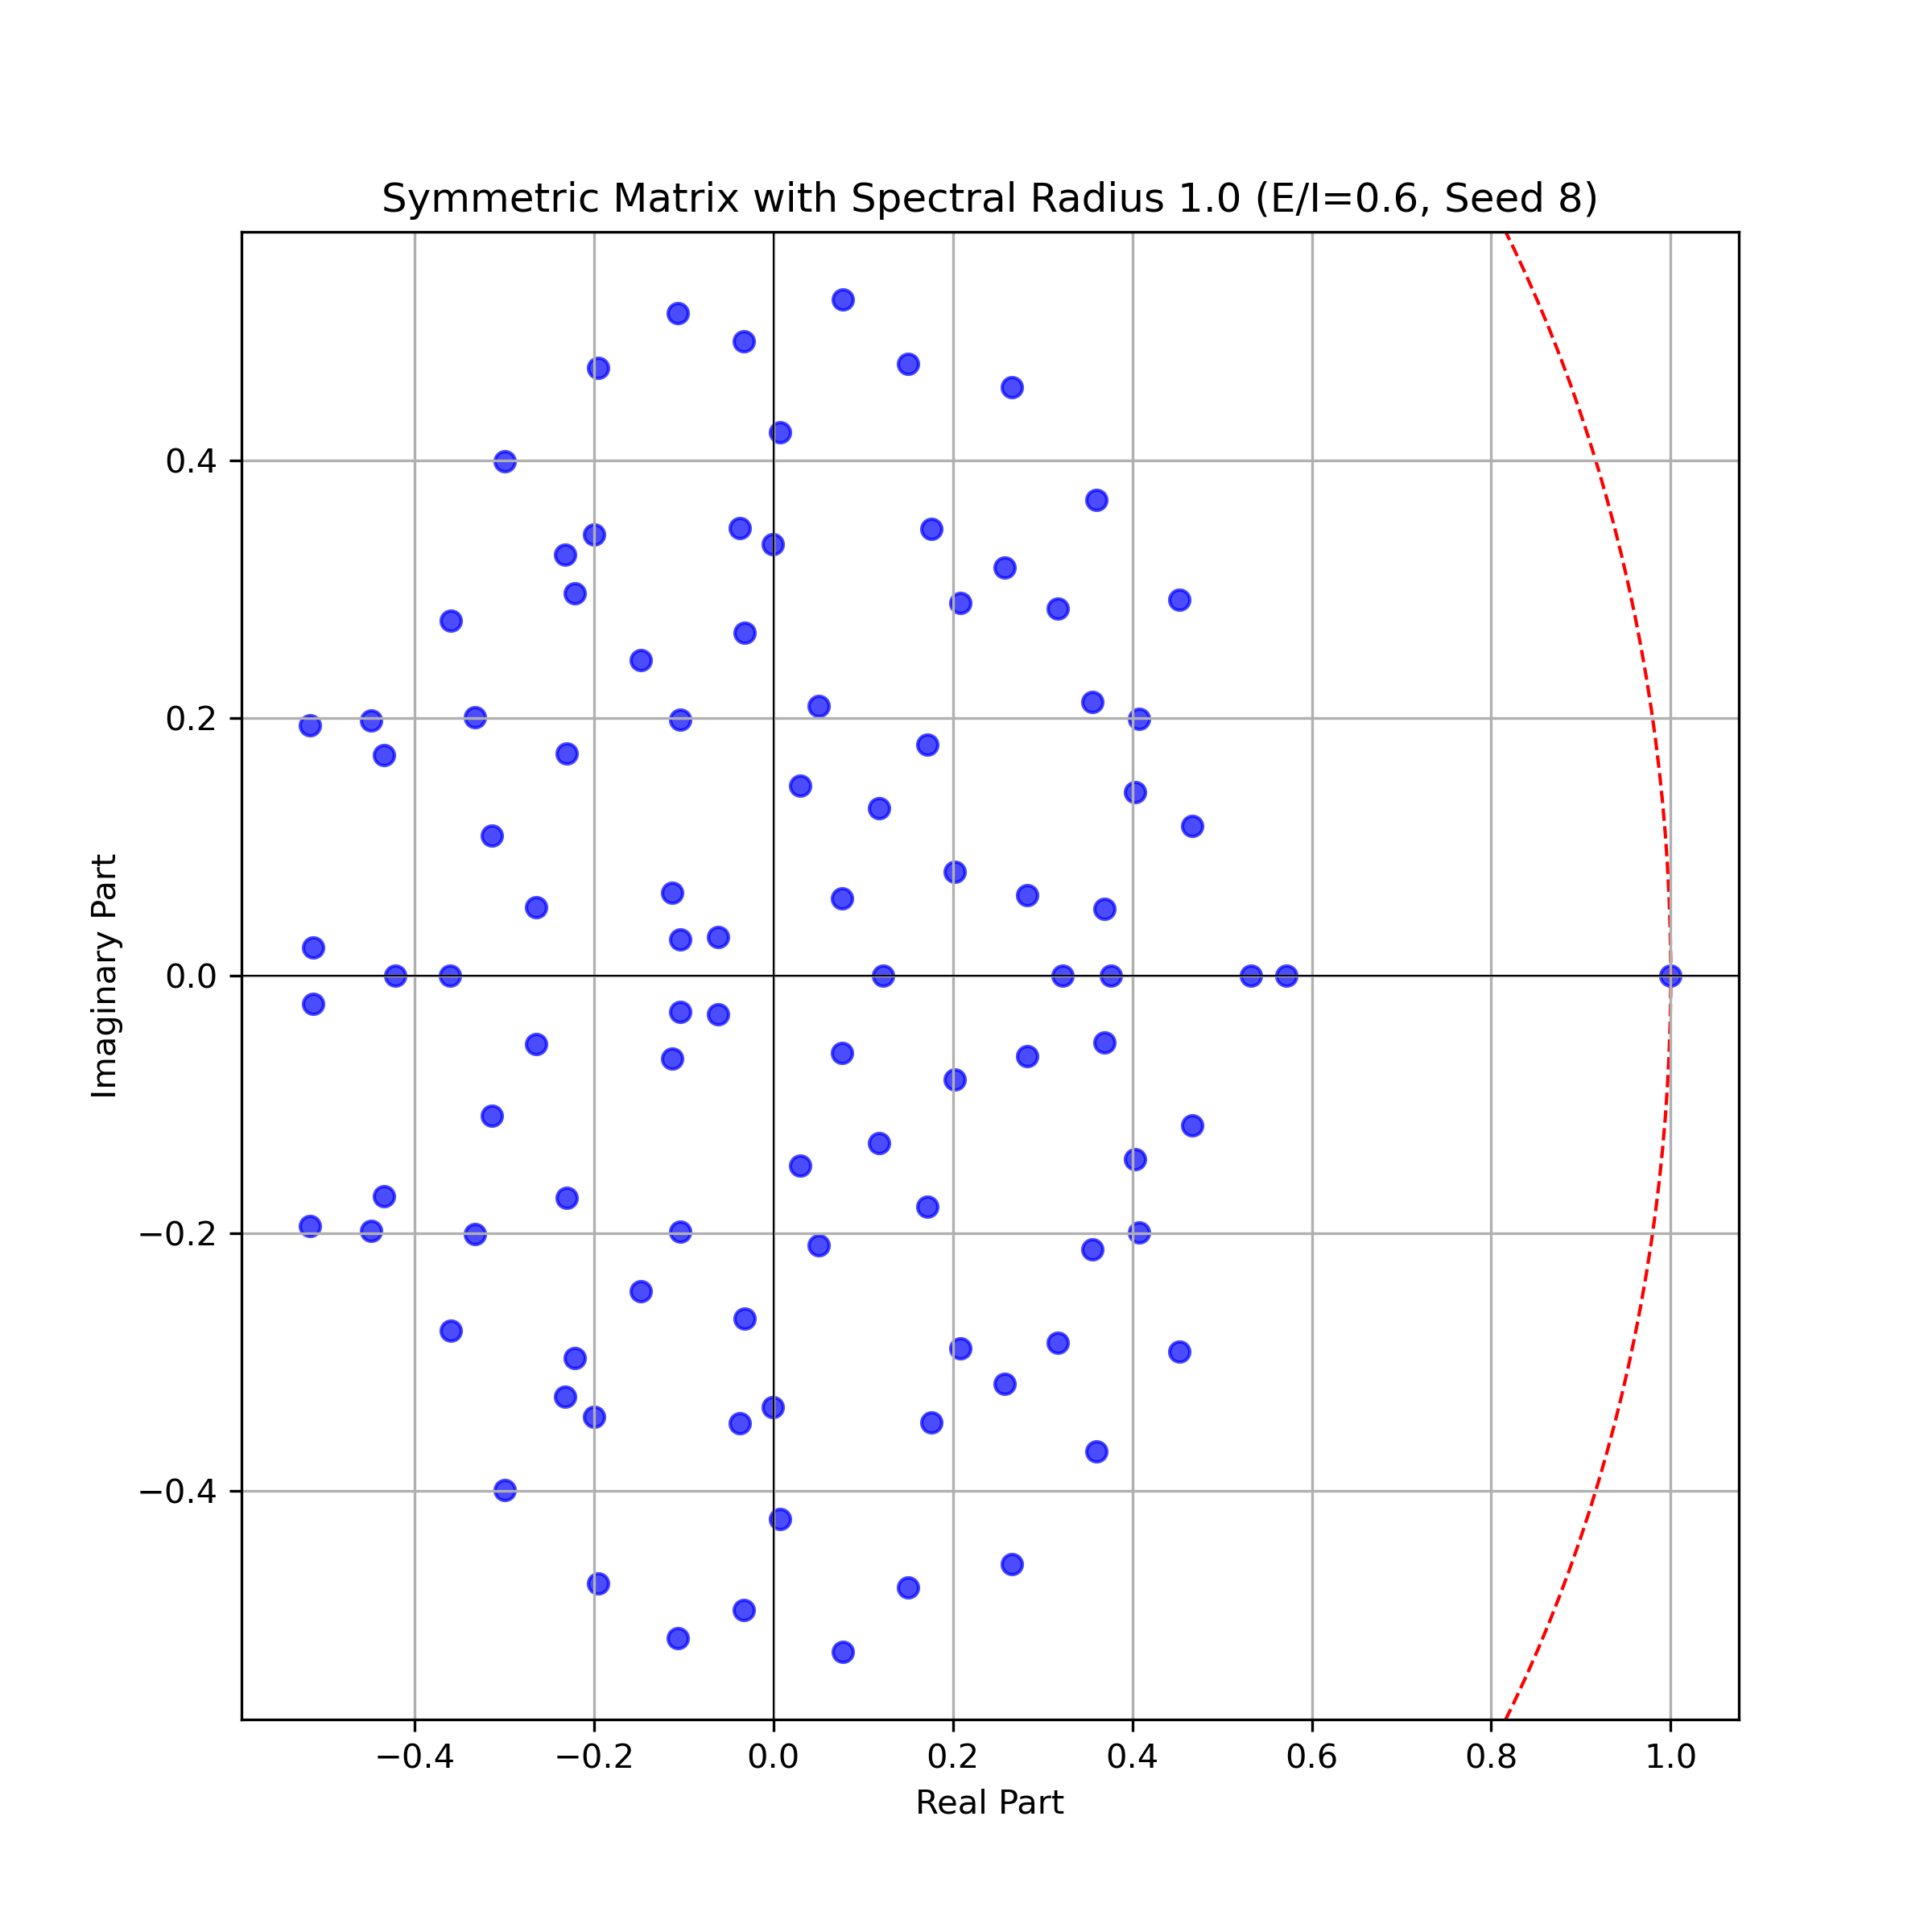 Symmetric Matrix with Spectral Radius 1.0 (E/I=0.6, Seed 8)
Imaginary Part
0.4
0.2
0.0
−0.2
−0.4
−0.4 −0.2 0.0 0.2 0.4 0.6 0.8 1.0
Real Part